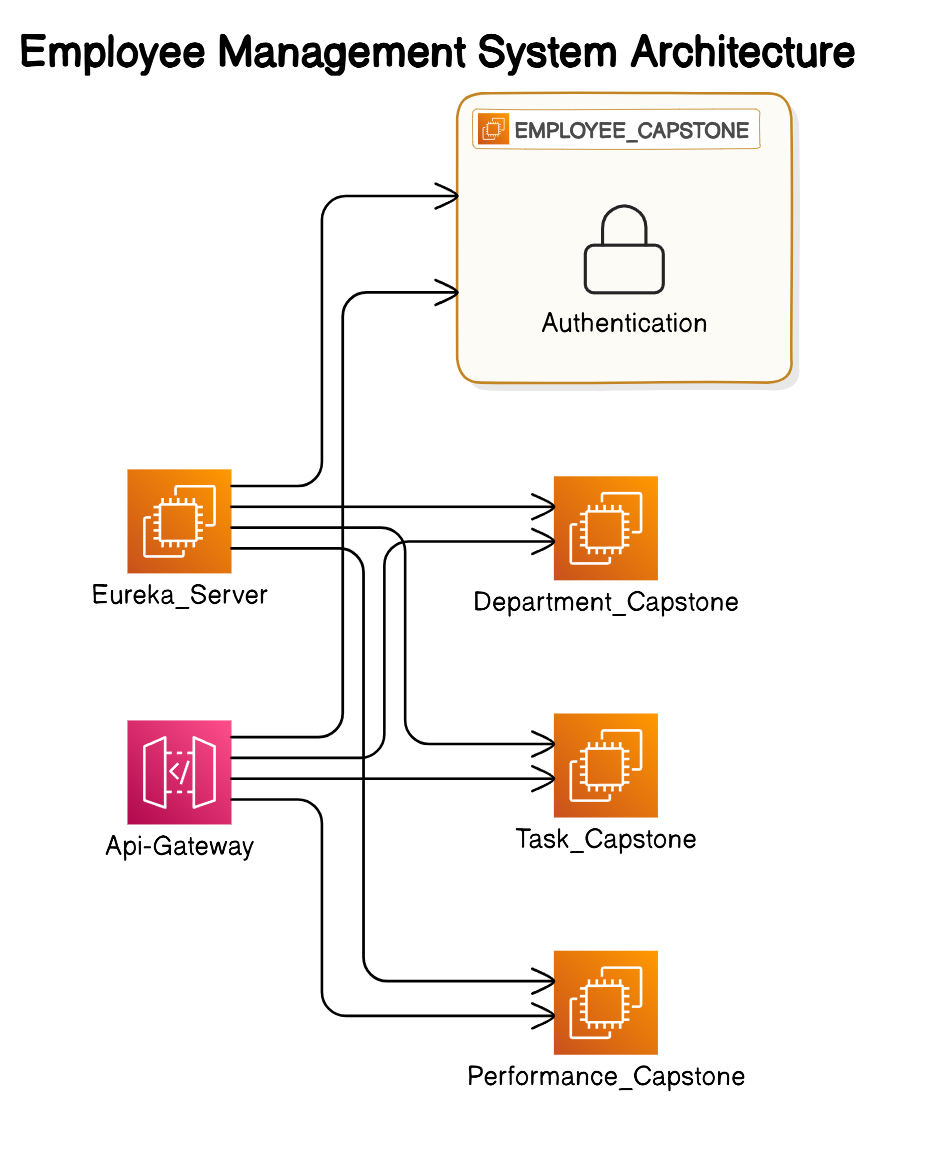 Employee Management System Architecture
EMPLOYEE_CAPSTONE
Authentication
Eureka_Server
Department_Capstone
Api-Gateway
Task_Capstone
Performance_Capstone